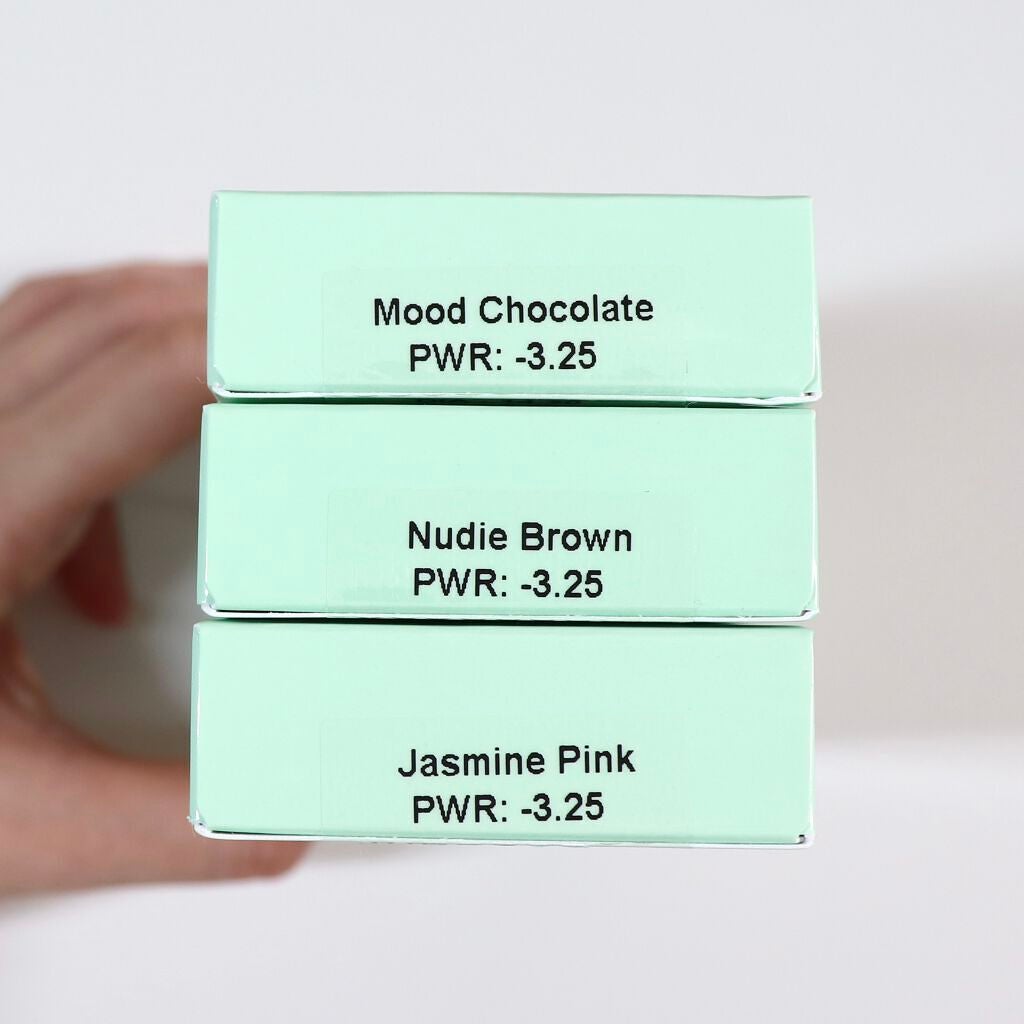 Mood Chocolate
PWR: -3.25
Nudie Brown
PWR: -3.25
Jasmine Pink
PWR: -3.25